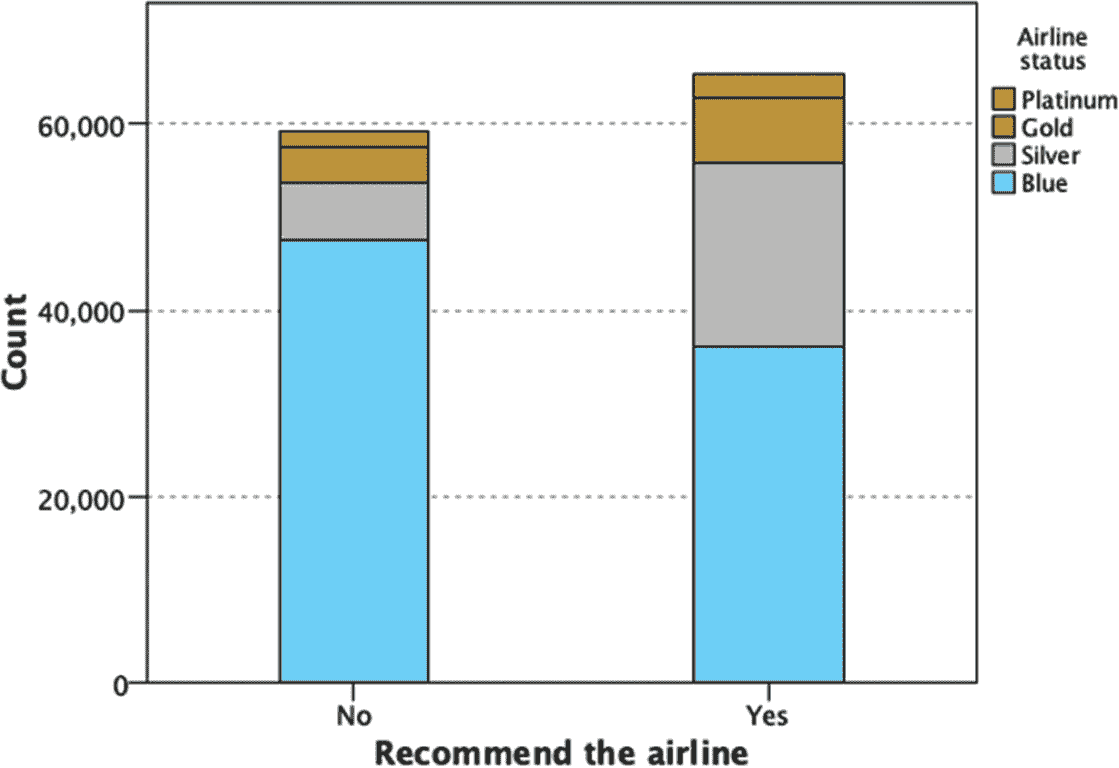 Airline
status
Platinum
Gold
Silver
Blue
Count
60,000
40,000
20,000
0
No
Yes
Recommend the airline